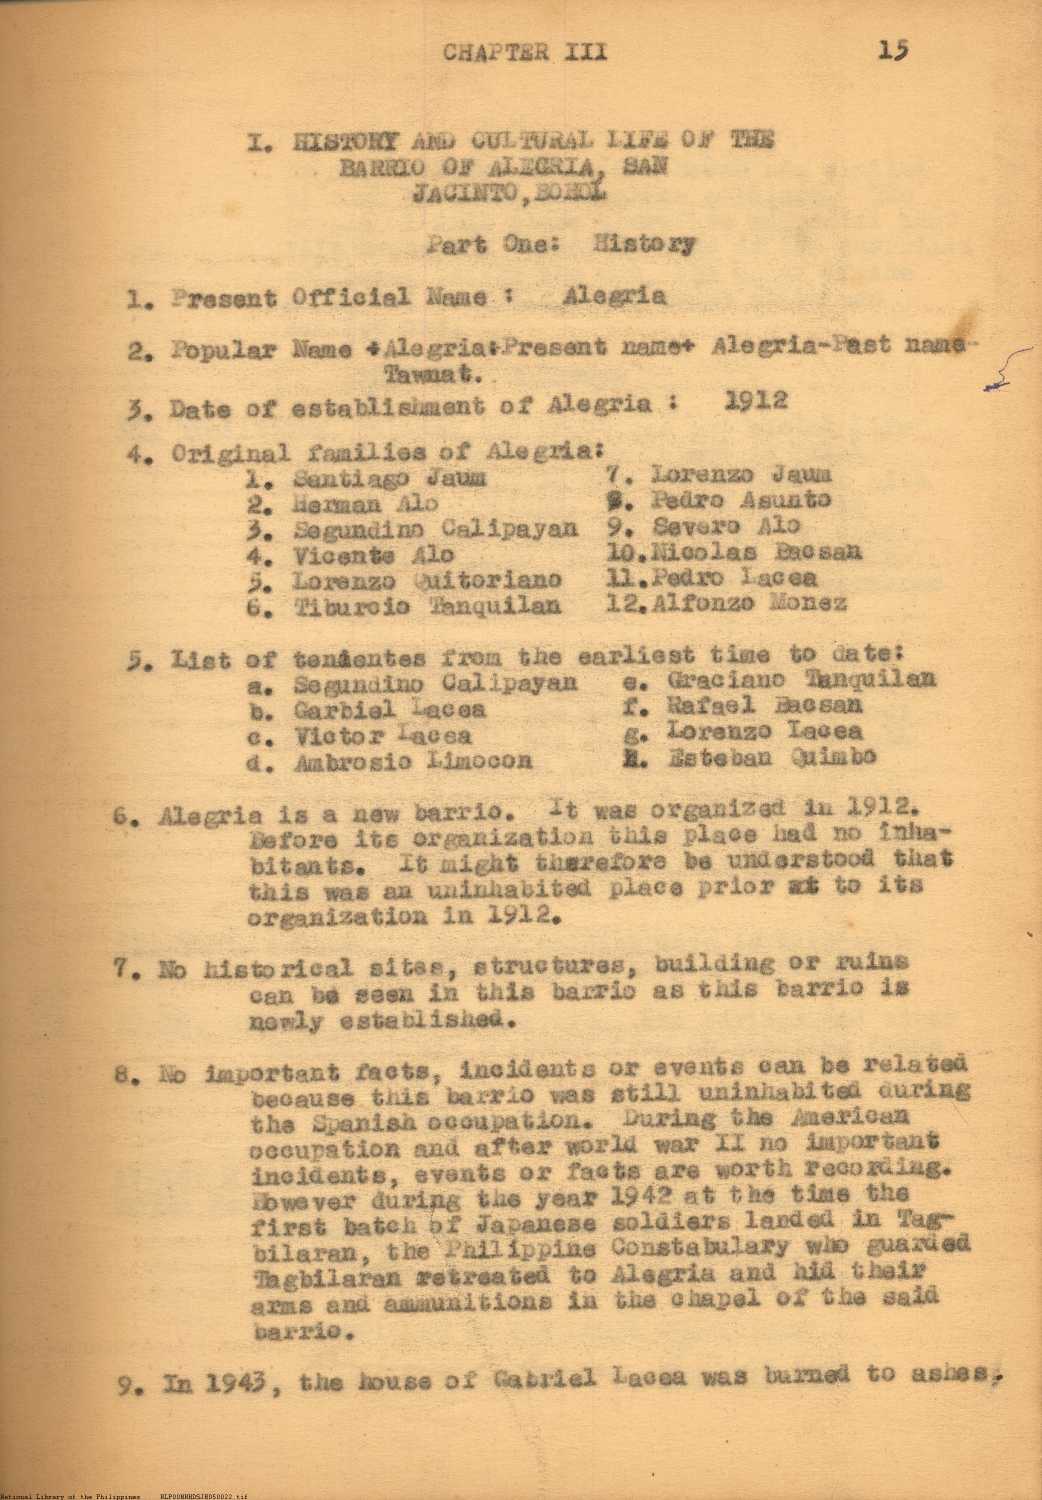 CHAPTER III 15
I. HISTORY AND CULTURAL LIFE OF THE
BARRIO OF ALEGRIA, SAN
JACINTO,BOHOL
Part One: History
1. Present Official Name : Alegria
2. Popular Name +Alegria:Present name+ Alegria-Past name-
Tawnat.
3. Date of establishment of Alegria : 1912
4. Original families of Alegria:
1. Santiago Jaum 7. Lorenzo Jaum
2. Herman Alo 8. Pedro Asunto
3. Segundino Calipayan 9. Severo Alo
4. Vicente Alo 10.Nicolas Bacsan
5. Lorenzo Quitoriano 11.Pedro Lacea
6. Tiburcio Tanquilan 12.Alfonzo Monez
5. List of tenientes from the earliest time to date:
a. Segundino Calipayan e. Graciano Tanquilan
b. Garbiel Lacea f. Rafael Bacsan
c. Victor Lacea g. Lorenzo Lacea
d. Ambrosio Limocon h. Esteban Quimbo
6. Alegria is a new barrio. It was organized in 1912.
Before its organization this place had no inha-
bitants. It might therefore be understood that
this was an uninhabited place prior at to its
organization in 1912.
7. No historical sites, structures, building or ruins
can be seen in this barrio as this barrio is
newly established.
8. No important facts, incidents or events can be related
because this barrio was still uninhabited during
the Spanish occupation. During the American
occupation and after world war II no important
incidents, events or facts are worth recording.
However during the year 1942 at the time the
first batch of Japanese soldiers landed in Tag-
bilaran, the Philippine Constabulary who guarded
Tagbilaran retreated to Alegria and hid their
arms and ammunitions in the chapel of the said
barrio.
9. In 1943, the house of Gabriel Lacea was burned to ashes,
National Library of the Philippines